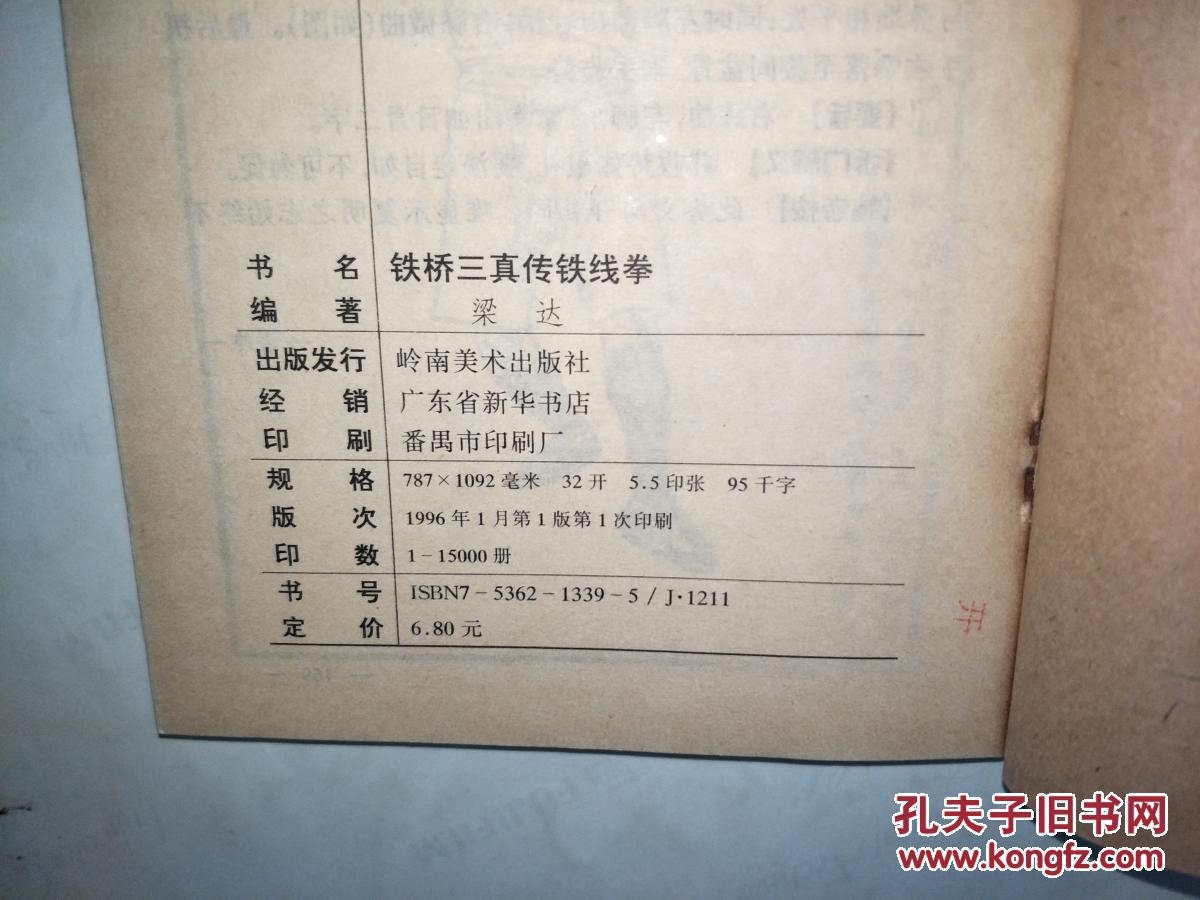 书 名 铁桥三真传铁线拳
编 著 梁 达
出版发行 岭南美术出版社
经 销 广东省新华书店
印 刷 番禺市印刷厂
规 格 787×1092毫米 32开 5.5印张 95千字
版 次 1996年1月第1版第1次印刷
印 数 1-15000册
书 号 ISBN7-5362-1339-5/J·1211
定 价 6.80元
孔夫子旧书网
www.kongfz.com